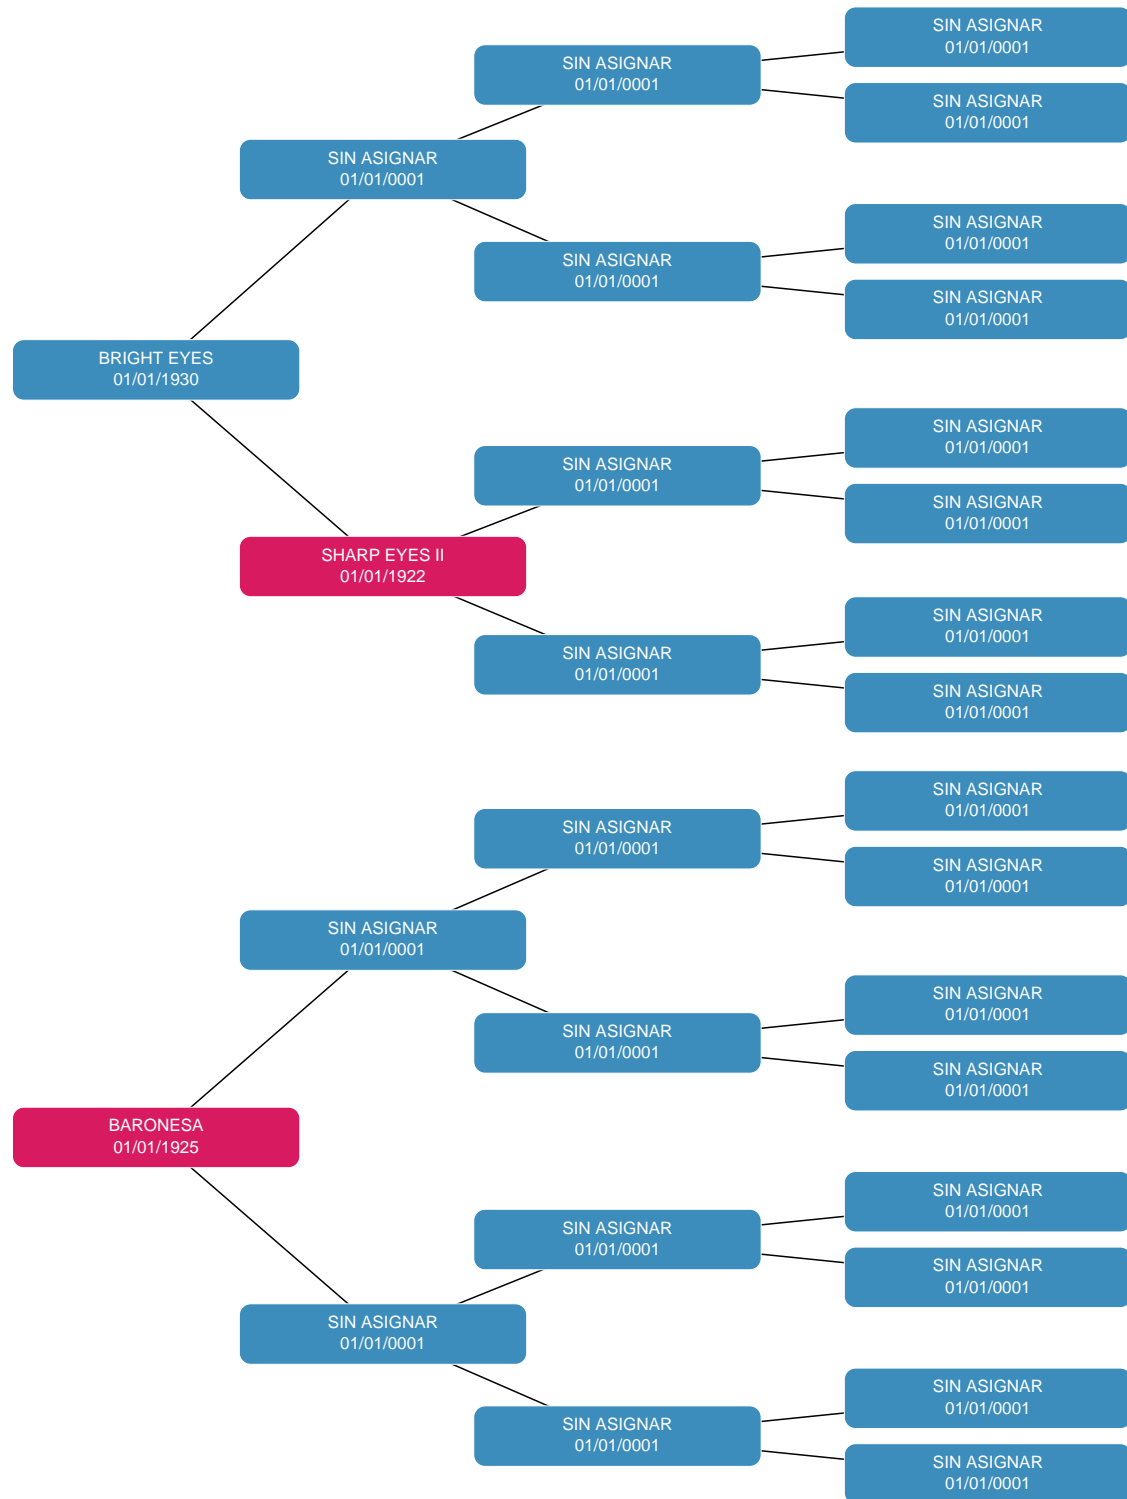 SIN ASIGNAR
01/01/0001
SIN ASIGNAR
01/01/0001
SIN ASIGNAR
01/01/0001
SIN ASIGNAR
01/01/0001
SIN ASIGNAR
01/01/0001
SIN ASIGNAR
01/01/0001
SIN ASIGNAR
01/01/0001
BRIGHT EYES
01/01/1930
SIN ASIGNAR
01/01/0001
SIN ASIGNAR
01/01/0001
SIN ASIGNAR
01/01/0001
SHARP EYES II
01/01/1922
SIN ASIGNAR
01/01/0001
SIN ASIGNAR
01/01/0001
SIN ASIGNAR
01/01/0001
SIN ASIGNAR
01/01/0001
SIN ASIGNAR
01/01/0001
SIN ASIGNAR
01/01/0001
SIN ASIGNAR
01/01/0001
SIN ASIGNAR
01/01/0001
SIN ASIGNAR
01/01/0001
SIN ASIGNAR
01/01/0001
BARONESA
01/01/1925
SIN ASIGNAR
01/01/0001
SIN ASIGNAR
01/01/0001
SIN ASIGNAR
01/01/0001
SIN ASIGNAR
01/01/0001
SIN ASIGNAR
01/01/0001
SIN ASIGNAR
01/01/0001
SIN ASIGNAR
01/01/0001